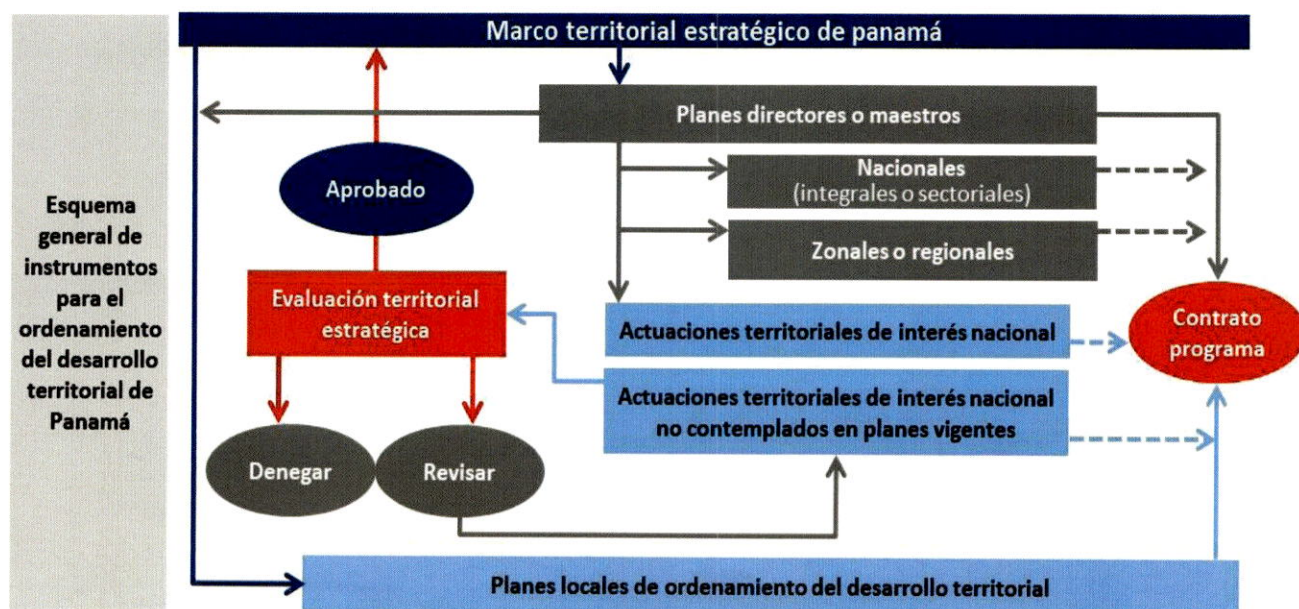 Marco territorial estratégico de panamá
Planes directores o maestros
Nacionales
(integrales o sectoriales)
Zonales o regionales
Aprobado
Esquema
general de
instrumentos
para el
ordenamiento
del desarrollo
territorial de
Panamá
Evaluación territorial
estratégica
Actuaciones territoriales de interés nacional
Contrato
programa
Actuaciones territoriales de interés nacional
no contemplados en planes vigentes
Denegar
Revisar
Planes locales de ordenamiento del desarrollo territorial